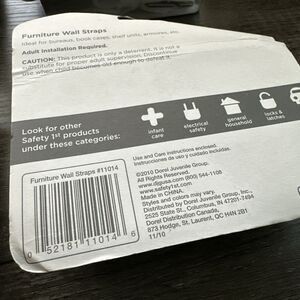 Furniture Wall Straps
Ideal for bureaus, book cases, shelf units, armoires, etc.
Adult Installation Required.
CAUTION: This product is only a deterrent. It is not a
substitute for proper adult supervision. Discontinue
use when child becomes old enough to defeat it.
Look for other
Safety 1st products
under these categories:
infant
care
electrical
safety
general
household
locks &
latches
Use and Care instructions enclosed.
Instrucciones de uso y cuidado incluidas.
Furniture Wall Straps #11014
0 52181 11014 6
©2010 Dorel Juvenile Group, Inc.
All Rights Reserved. (800) 544-1108
www.djgusa.com
www.safety1st.com
Made in CHINA.
Styles and colors may vary.
Distributed by Dorel Juvenile Group, Inc.,
2525 State St., Columbus, IN 47201-7494
Dorel Distribution Canada,
873 Hodge, St. Laurent, QC H4N 2B1
11/10